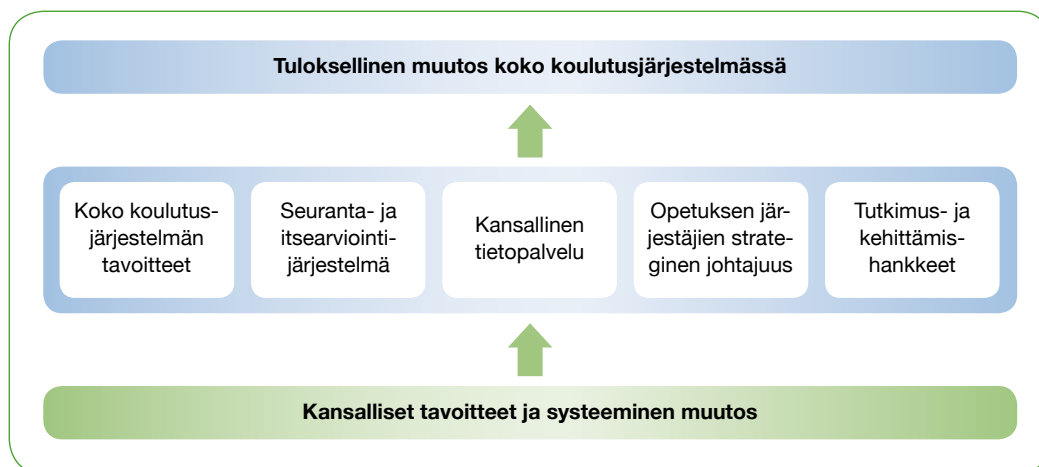 Tuloksellinen muutos koko koulutusjärjestelmässä
Koko koulutus-
järjestelmän
tavoitteet
Seuranta- ja
itsearviointi-
järjestelmä
Kansallinen
tietopalvelu
Opetuksen jär-
jestäjien strate-
ginen johtajuus
Tutkimus- ja
kehittämis-
hankkeet
Kansalliset tavoitteet ja systeeminen muutos